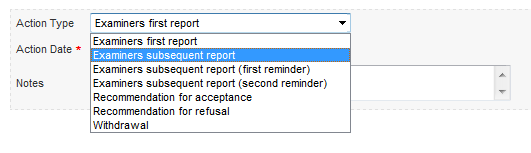 Action Type Examiners first report
Examiners first report
Action Date *
Examiners subsequent report
Examiners subsequent report (first reminder)
Notes Examiners subsequent report (second reminder)
Recommendation for acceptance
Recommendation for refusal
Withdrawal